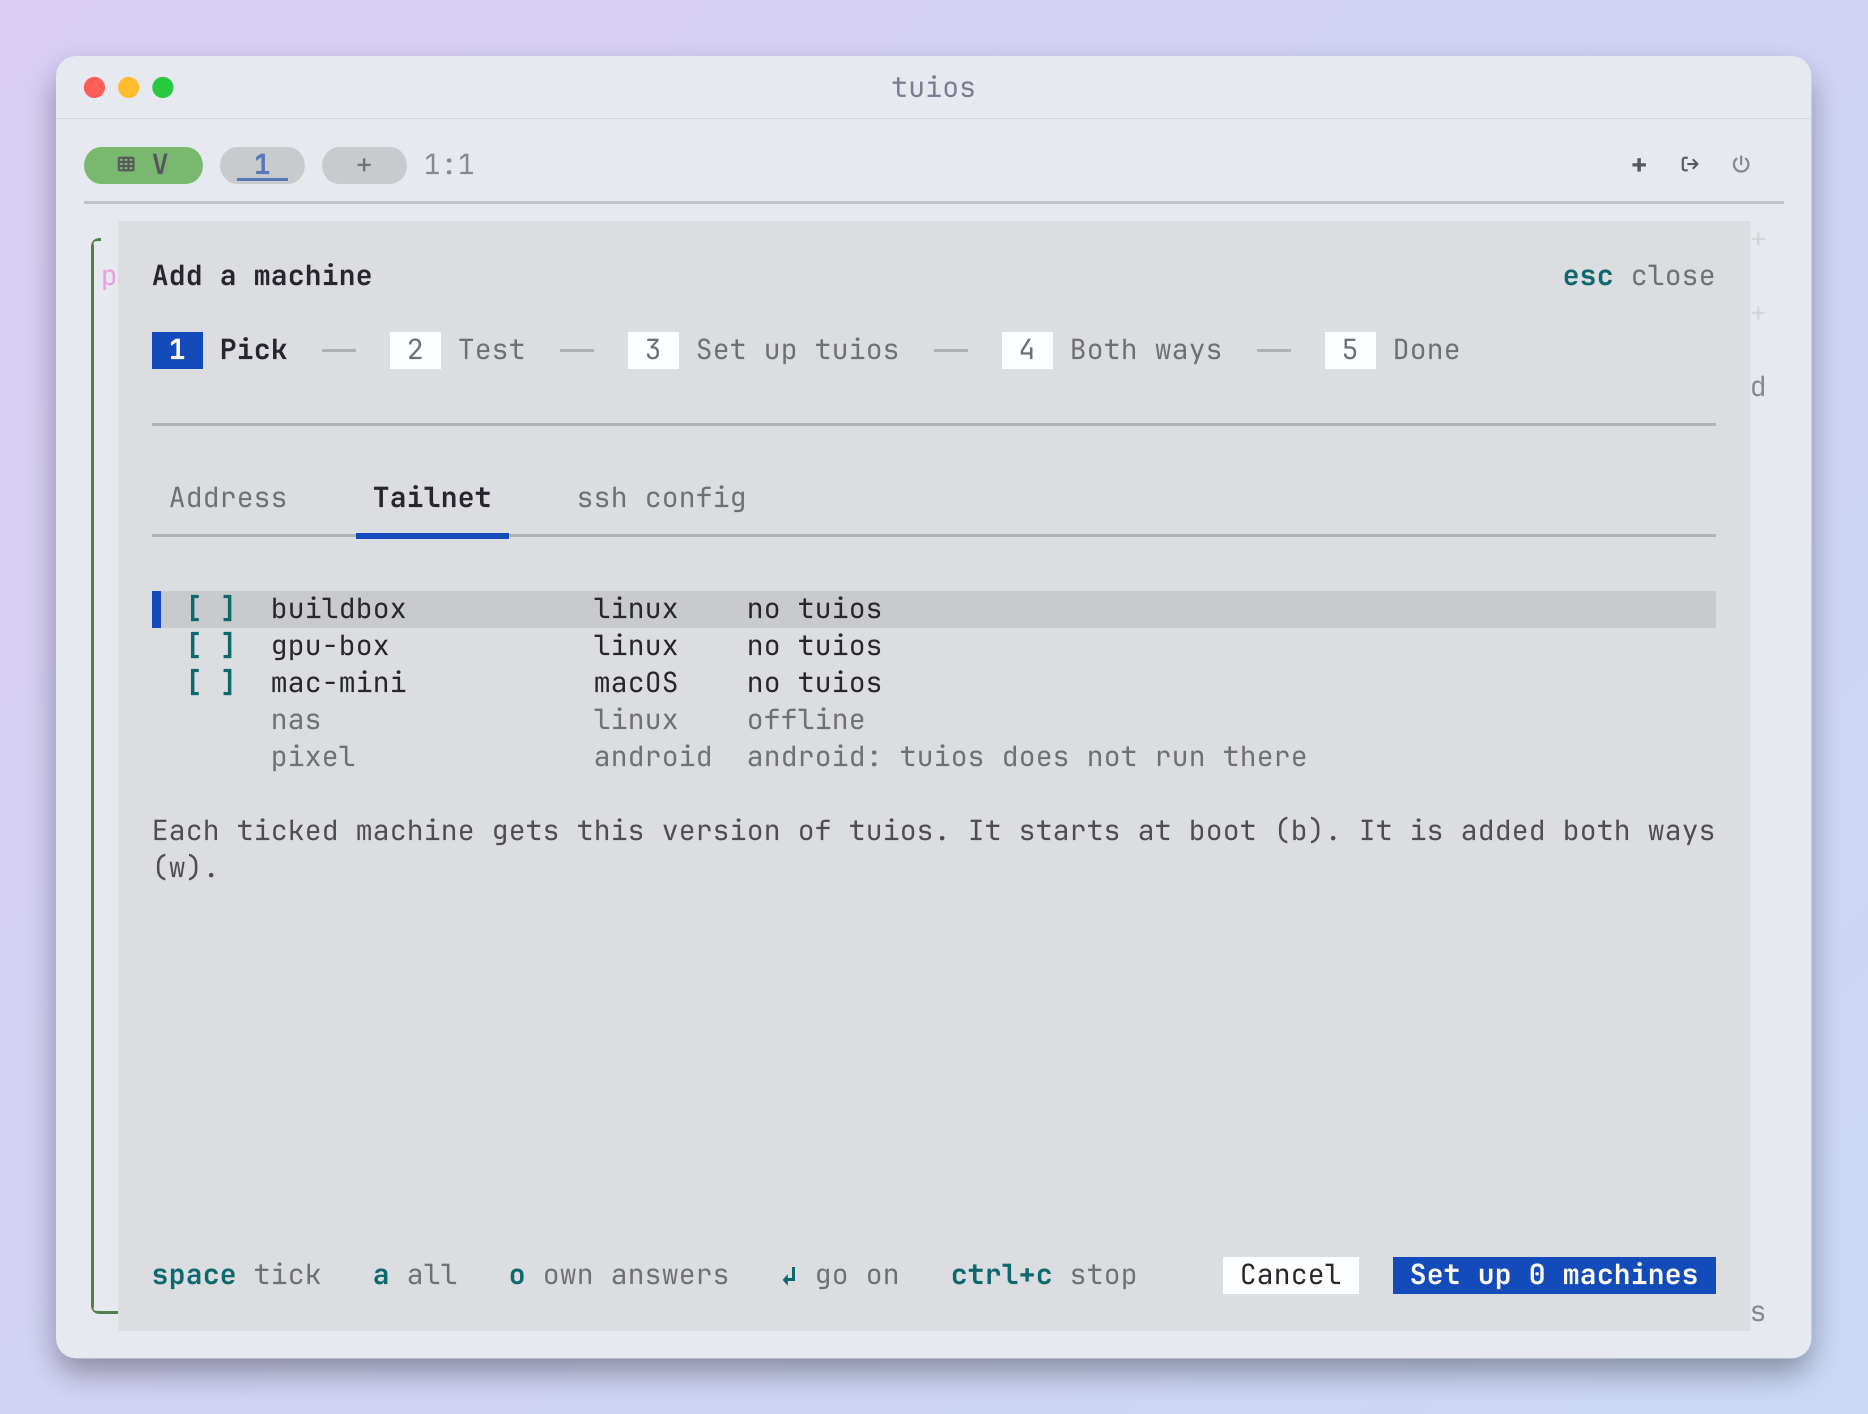 tuios
V 1 + 1:1 +
+
p Add a machine esc close
+
1 Pick — 2 Test — 3 Set up tuios — 4 Both ways — 5 Done
d
Address Tailnet ssh config
[ ] buildbox linux no tuios
[ ] gpu-box linux no tuios
[ ] mac-mini macOS no tuios
nas linux offline
pixel android android: tuios does not run there
Each ticked machine gets this version of tuios. It starts at boot (b). It is added both ways
(w).
space tick a all o own answers ↲ go on ctrl+c stop Cancel Set up 0 machines
s